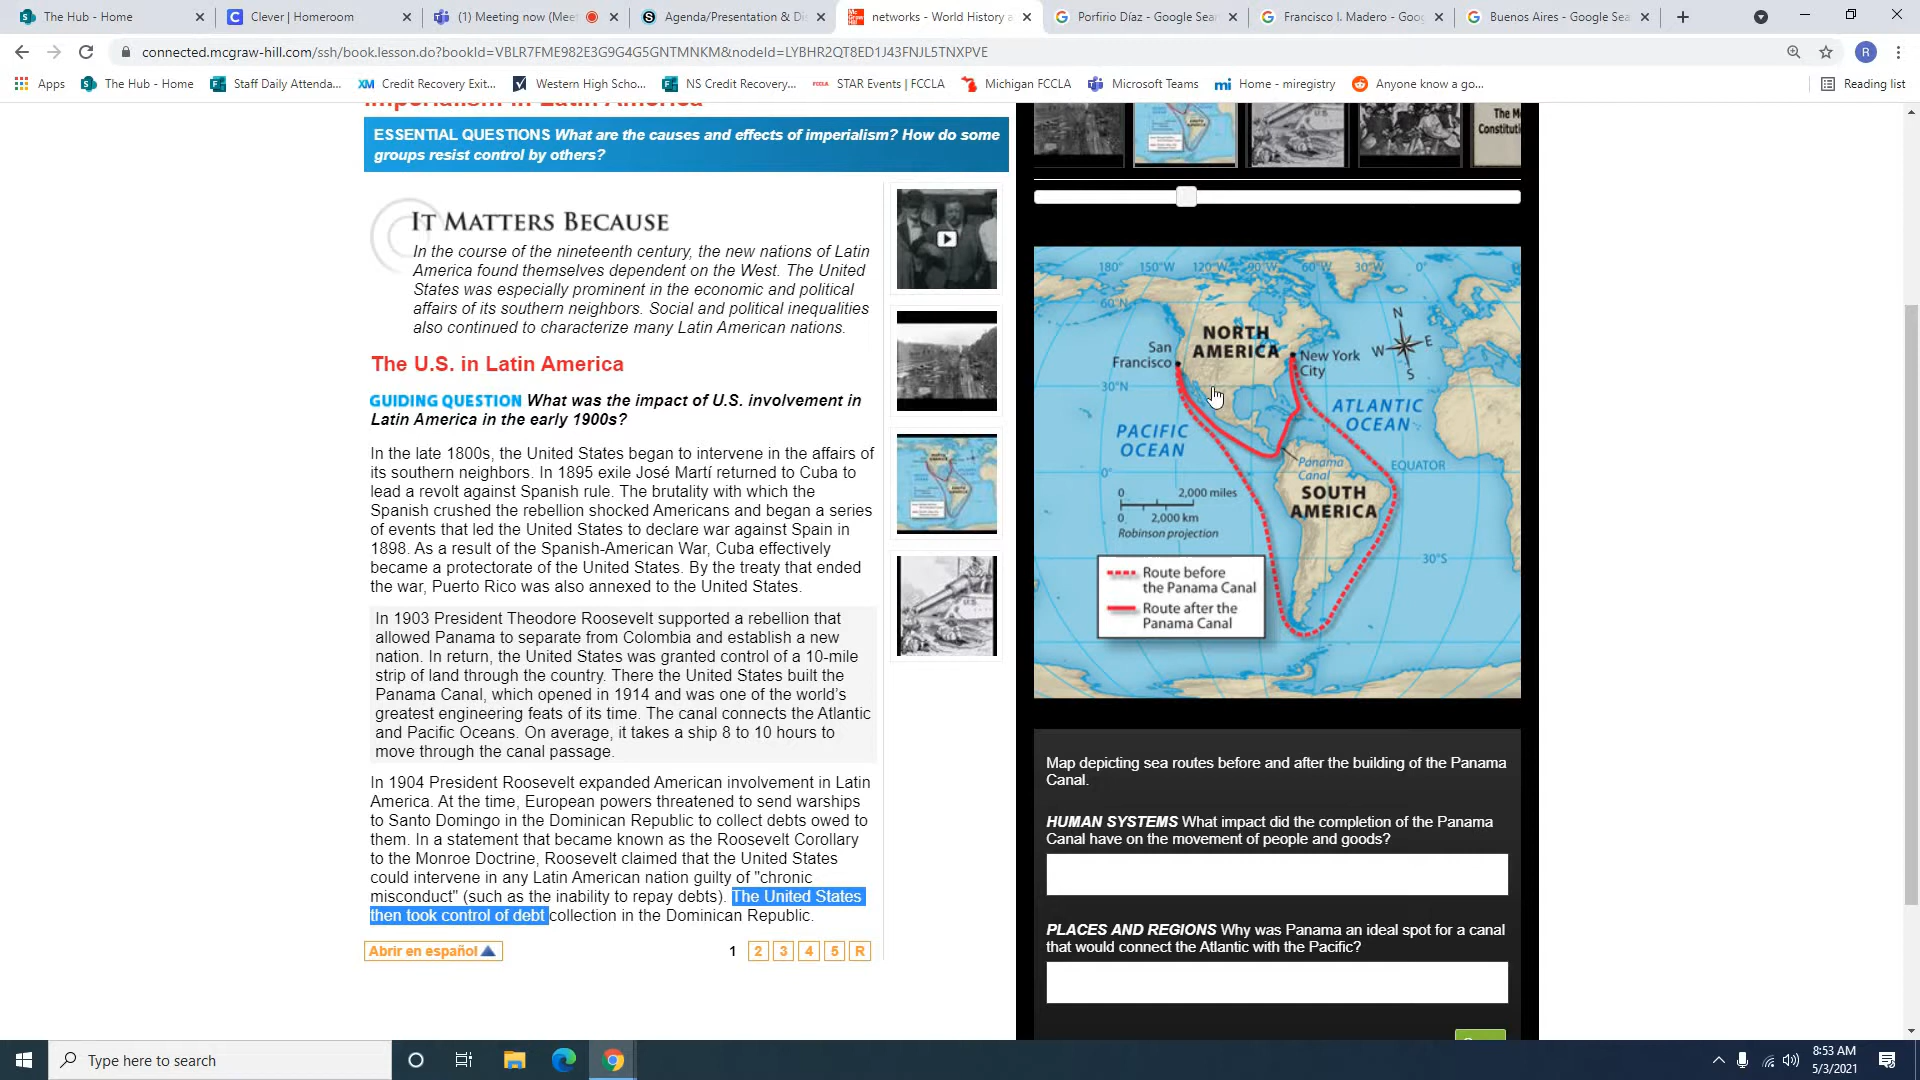 The Hub - Home
Clever | Homeroom
(1) Meeting now (Mee
Agenda/Presentation & Di
networks - World History a
Porfirio Díaz - Google Sea
Francisco I. Madero - Goo
Buenos Aires - Google Sea
connected.mcgraw-hill.com/ssh/book.lesson.do?bookId=VBLR7FME982E3G9G4G5GNTMNKM&nodeId=LYBHR2QT8ED1J43FNJL5TNXPVE
R
Apps
The Hub - Home
Staff Daily Attenda...
XM Credit Recovery Exit...
Western High Scho...
NS Credit Recovery...
STAR Events | FCCLA
Michigan FCCLA
Microsoft Teams
mi Home - miregistry
Anyone know a go...
Reading list
Imperialism in Latin America
ESSENTIAL QUESTIONS What are the causes and effects of imperialism? How do some
groups resist control by others?
IT MATTERS BECAUSE
In the course of the nineteenth century, the new nations of Latin
America found themselves dependent on the West. The United
States was especially prominent in the economic and political
affairs of its southern neighbors. Social and political inequalities
also continued to characterize many Latin American nations.
The U.S. in Latin America
GUIDING QUESTION What was the impact of U.S. involvement in
Latin America in the early 1900s?
In the late 1800s, the United States began to intervene in the affairs of
its southern neighbors. In 1895 exile José Martí returned to Cuba to
lead a revolt against Spanish rule. The brutality with which the
Spanish crushed the rebellion shocked Americans and began a series
of events that led the United States to declare war against Spain in
1898. As a result of the Spanish-American War, Cuba effectively
became a protectorate of the United States. By the treaty that ended
the war, Puerto Rico was also annexed to the United States.
In 1903 President Theodore Roosevelt supported a rebellion that
allowed Panama to separate from Colombia and establish a new
nation. In return, the United States was granted control of a 10-mile
strip of land through the country. There the United States built the
Panama Canal, which opened in 1914 and was one of the world's
greatest engineering feats of its time. The canal connects the Atlantic
and Pacific Oceans. On average, it takes a ship 8 to 10 hours to
move through the canal passage.
In 1904 President Roosevelt expanded American involvement in Latin
America. At the time, European powers threatened to send warships
to Santo Domingo in the Dominican Republic to collect debts owed to
them. In a statement that became known as the Roosevelt Corollary
to the Monroe Doctrine, Roosevelt claimed that the United States
could intervene in any Latin American nation guilty of "chronic
misconduct" (such as the inability to repay debts). The United States
then took control of debt collection in the Dominican Republic.
Abrir en español
1 2 3 4 5 R
The M
Constituti
180° 150°W 120°W 90°W 60°W 30°W 0°
60°N
NORTH
AMERICA
San
Francisco
New York
City
N
W E
S
30°N
ATLANTIC
OCEAN
PACIFIC
OCEAN
Panama
Canal
EQUATOR
0°
SOUTH
AMERICA
0 2,000 miles
0 2,000 km
Robinson projection
30°S
Route before
the Panama Canal
Route after the
Panama Canal
Map depicting sea routes before and after the building of the Panama
Canal.
HUMAN SYSTEMS What impact did the completion of the Panama
Canal have on the movement of people and goods?
PLACES AND REGIONS Why was Panama an ideal spot for a canal
that would connect the Atlantic with the Pacific?
Type here to search
8:53 AM
5/3/2021